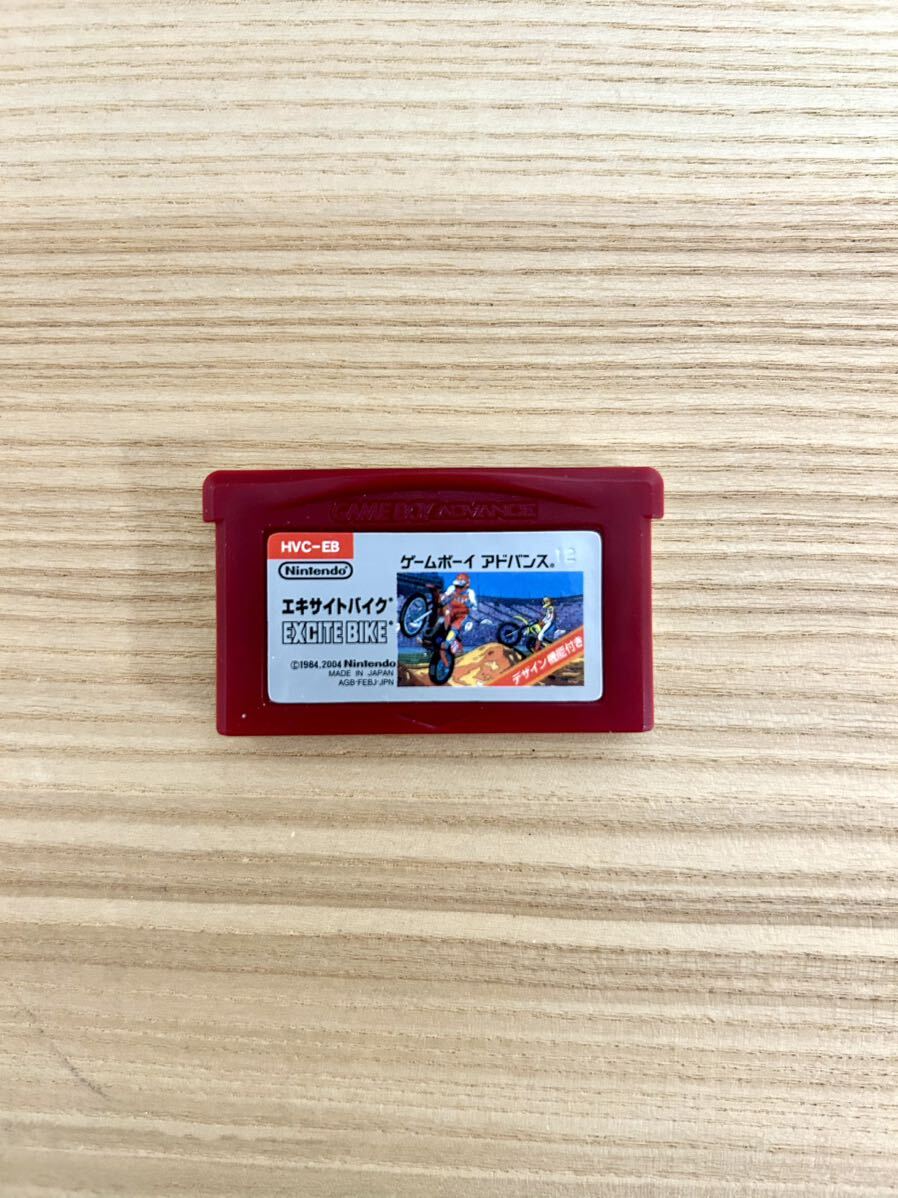 GAME BOY ADVANCE
HVC-EB
Nintendo
ゲームボーイ アドバンス®
12
エキサイトバイク®
EXCITE BIKE®
©1984,2004 Nintendo
MADE IN JAPAN
AGB-FEBJ-JPN
デザイン機能付き